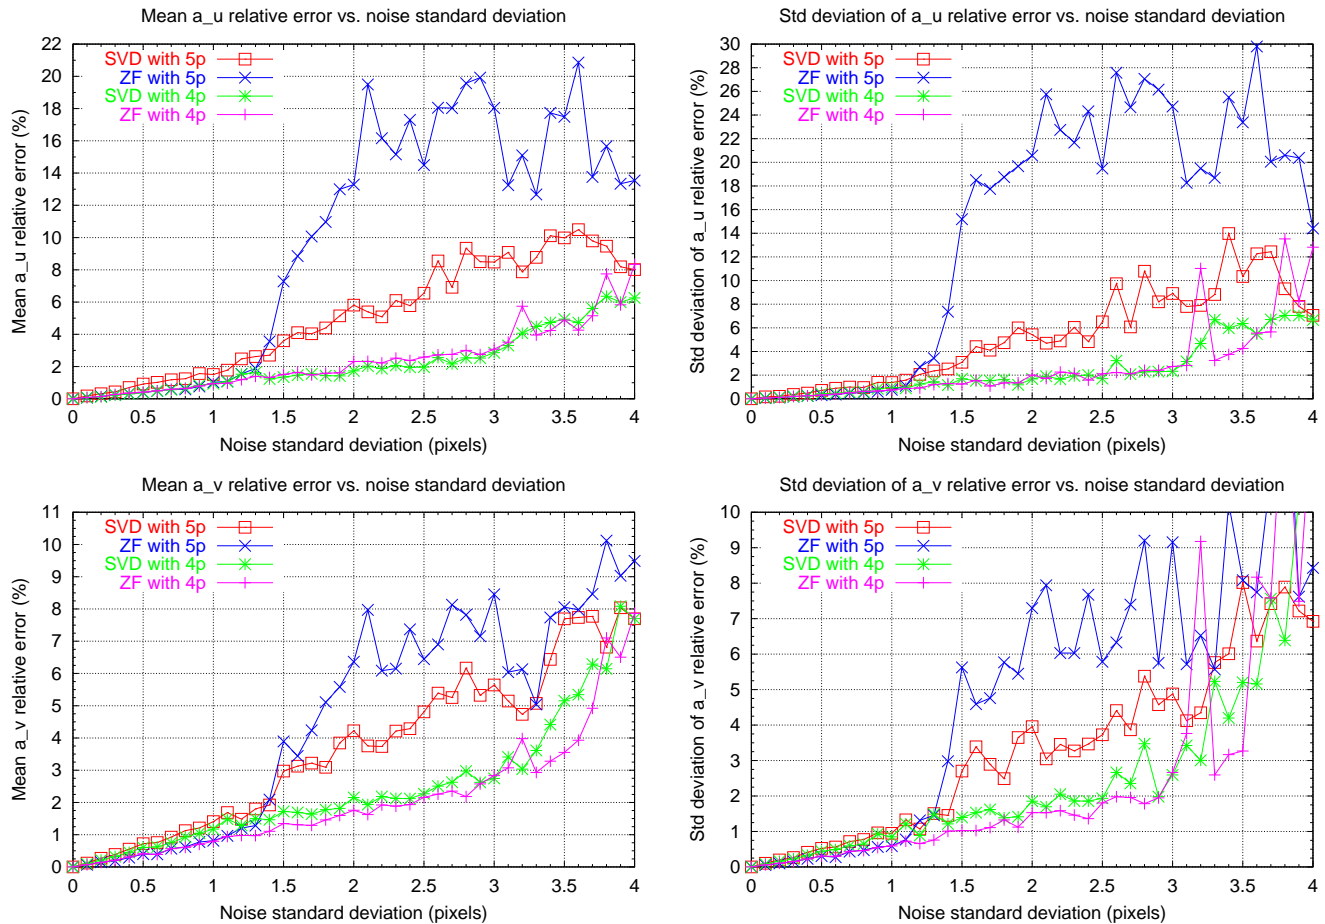 Mean a_u relative error vs. noise standard deviation
22
20
18
16
14
12
10
8
6
4
2
0
Mean a_u relative error (%)
SVD with 5p
ZF with 5p
SVD with 4p
ZF with 4p
0 0.5 1 1.5 2 2.5 3 3.5 4
Noise standard deviation (pixels)
Std deviation of a_u relative error vs. noise standard deviation
30
28
26
24
22
20
18
16
14
12
10
8
6
4
2
0
Std deviation of a_u relative error (%)
SVD with 5p
ZF with 5p
SVD with 4p
ZF with 4p
0 0.5 1 1.5 2 2.5 3 3.5 4
Noise standard deviation (pixels)
Mean a_v relative error vs. noise standard deviation
11
10
9
8
7
6
5
4
3
2
1
0
Mean a_v relative error (%)
SVD with 5p
ZF with 5p
SVD with 4p
ZF with 4p
0 0.5 1 1.5 2 2.5 3 3.5 4
Noise standard deviation (pixels)
Std deviation of a_v relative error vs. noise standard deviation
10
9
8
7
6
5
4
3
2
1
0
Std deviation of a_v relative error (%)
SVD with 5p
ZF with 5p
SVD with 4p
ZF with 4p
0 0.5 1 1.5 2 2.5 3 3.5 4
Noise standard deviation (pixels)